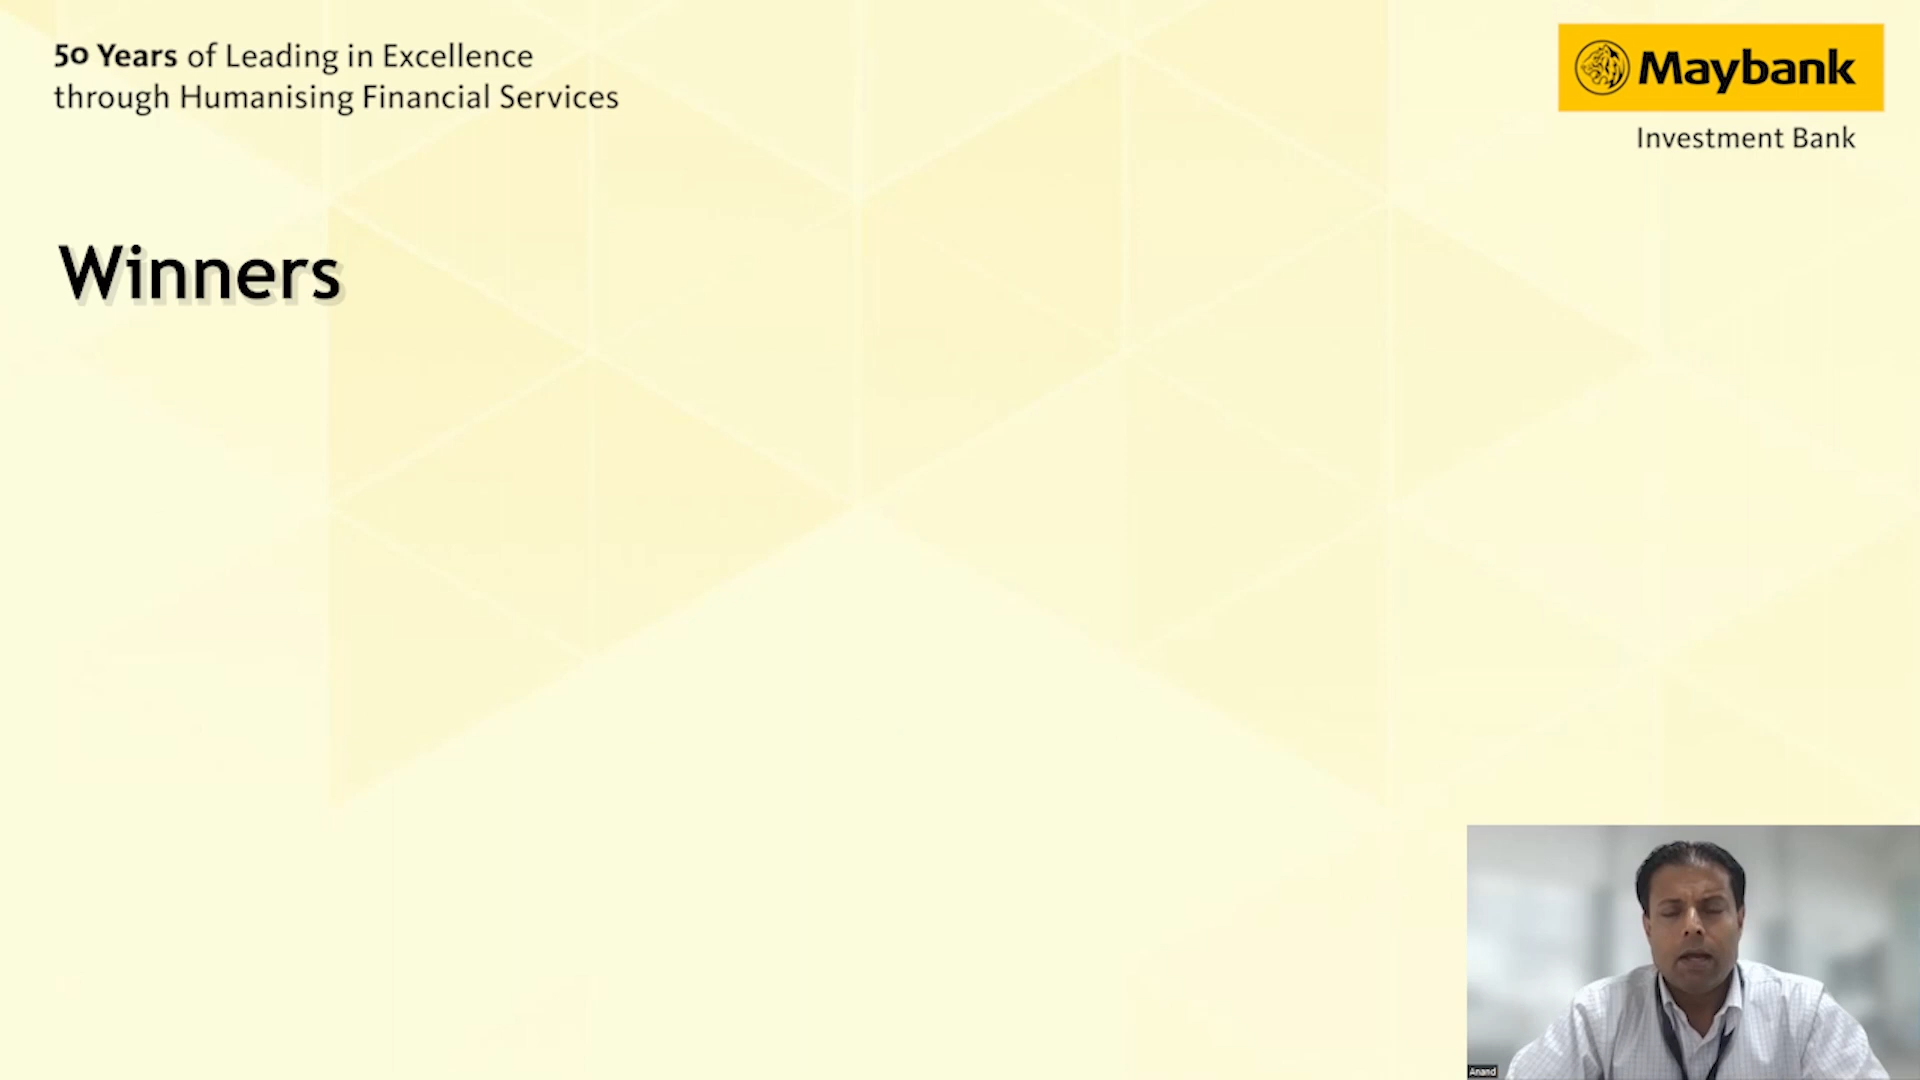 50 Years of Leading in Excellence
through Humanising Financial Services
Maybank
Investment Bank
Winners
Anand